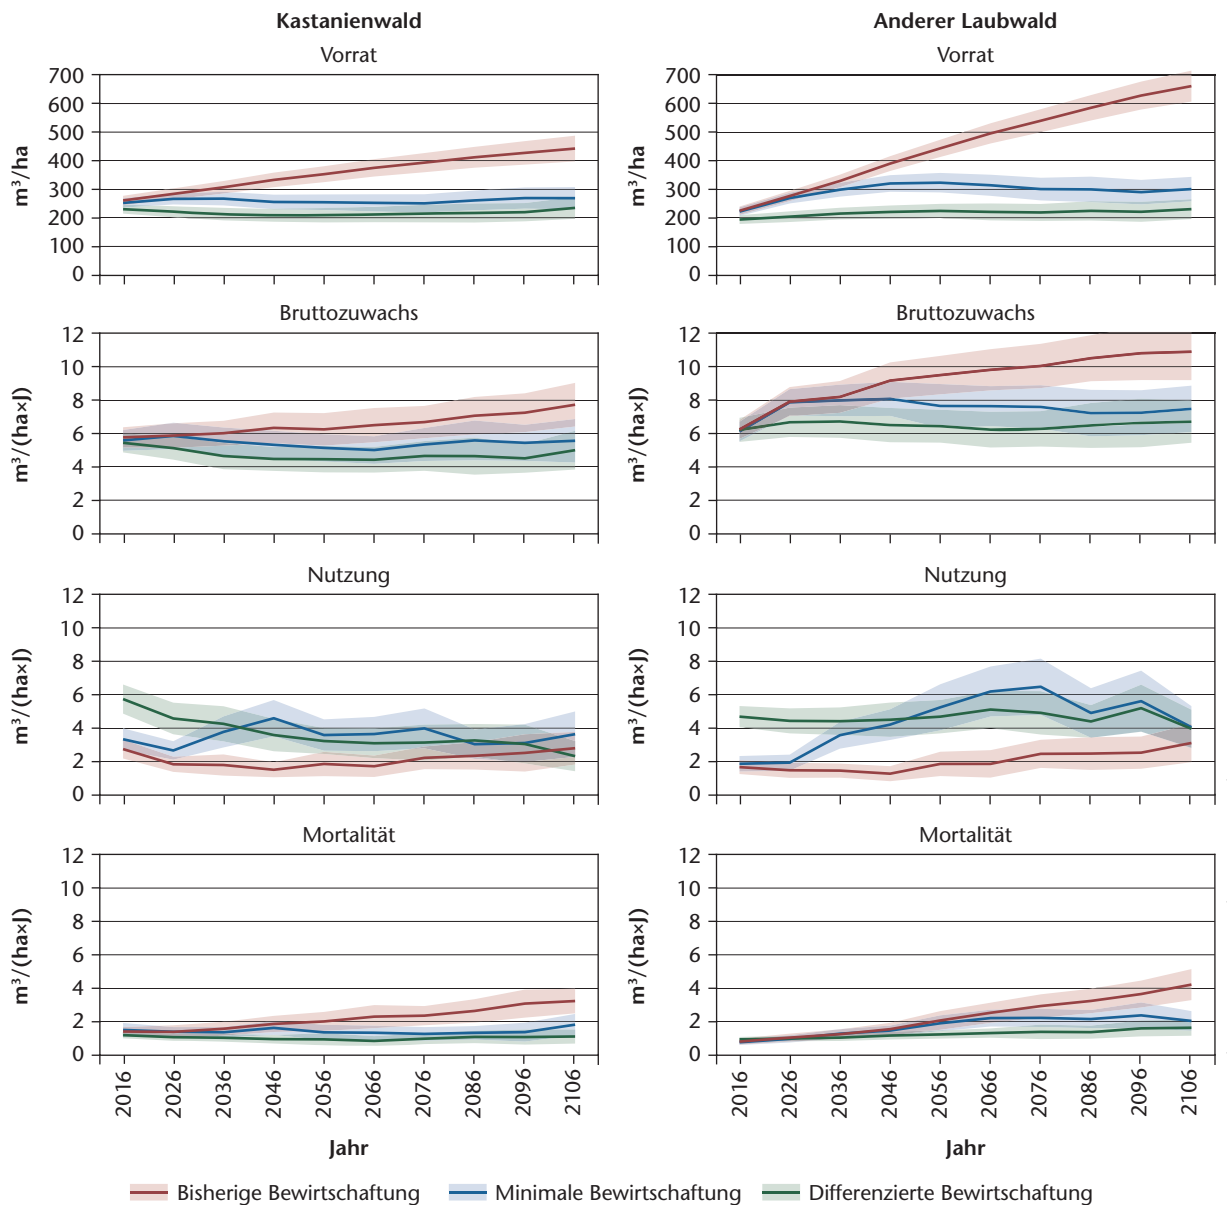 Kastanienwald
Vorrat
700
600
500
400
300
200
100
0
m³/ha
Bruttozuwachs
12
10
8
6
4
2
0
m³/(ha×J)
Nutzung
12
10
8
6
4
2
0
m³/(ha×J)
Mortalität
12
10
8
6
4
2
0
m³/(ha×J)
2016 2026 2036 2046 2056 2066 2076 2086 2096 2106
Jahr
Anderer Laubwald
Vorrat
700
600
500
400
300
200
100
0
m³/ha
Bruttozuwachs
12
10
8
6
4
2
0
m³/(ha×J)
Nutzung
12
10
8
6
4
2
0
m³/(ha×J)
Mortalität
12
10
8
6
4
2
0
m³/(ha×J)
2016 2026 2036 2046 2056 2066 2076 2086 2096 2106
Jahr
Bisherige Bewirtschaftung Minimale Bewirtschaftung Differenzierte Bewirtschaftung